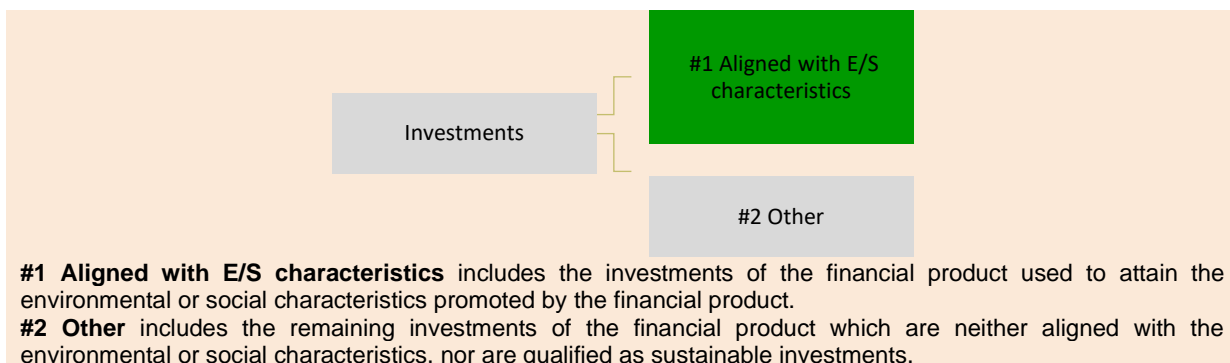 #1 Aligned with E/S
characteristics
Investments
#2 Other
#1 Aligned with E/S characteristics includes the investments of the financial product used to attain the
environmental or social characteristics promoted by the financial product.
#2 Other includes the remaining investments of the financial product which are neither aligned with the
environmental or social characteristics, nor are qualified as sustainable investments.